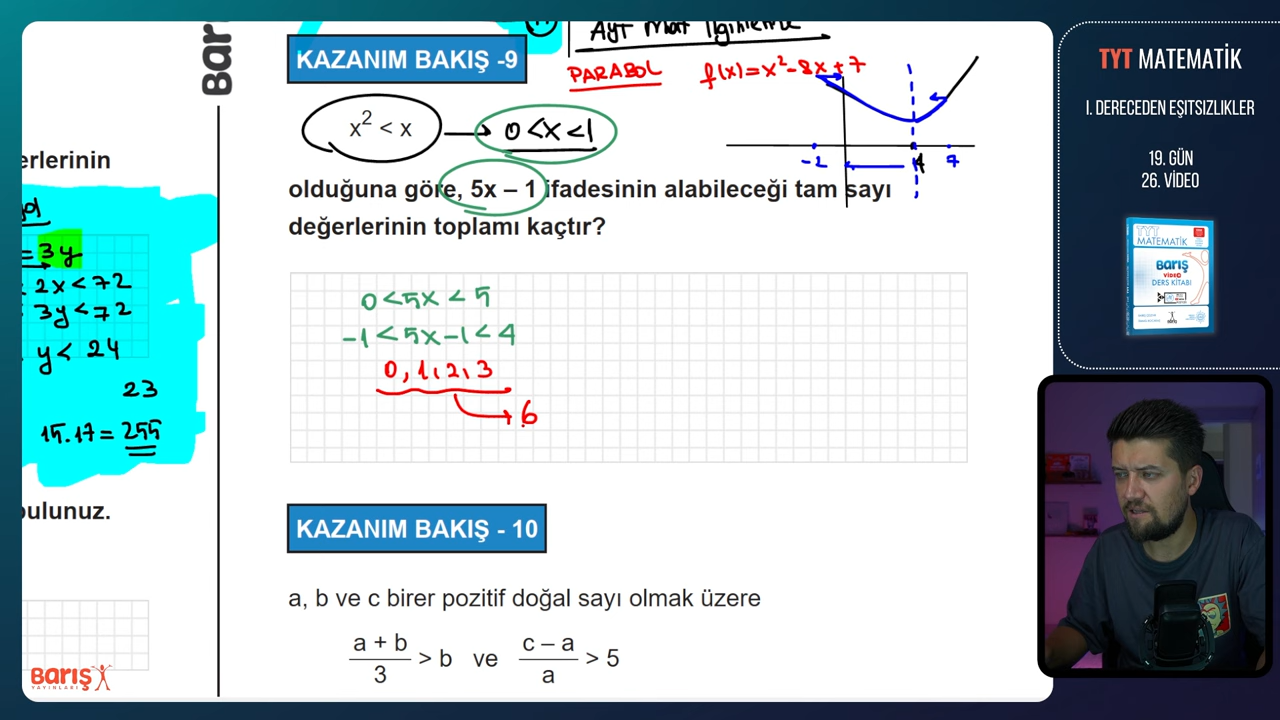 Bar
AYT Mat ilgilerine
KAZANIM BAKIŞ -9
PARABOL f(x)=x²-8x+7
x² < x → 0<x<1
-2 4 7
olduğuna göre, 5x – 1 ifadesinin alabileceği tam sayı
değerlerinin toplamı kaçtır?
0<5x<5
-1<5x-1<4
0, 1, 2, 3
6
KAZANIM BAKIŞ - 10
a, b ve c birer pozitif doğal sayı olmak üzere
a + b / 3 > b ve c – a / a > 5
erlerinin
= 3y
2x<72
3y<72
y< 24
23
15.17=255
bulunuz.
BARIŞ
YAYINLARI
TYT MATEMATİK
I. DERECEDEN EŞİTSİZLİKLER
19. GÜN
26. VİDEO
TYT
MATEMATİK
BARIŞ
VİDEO
DERS KİTABI